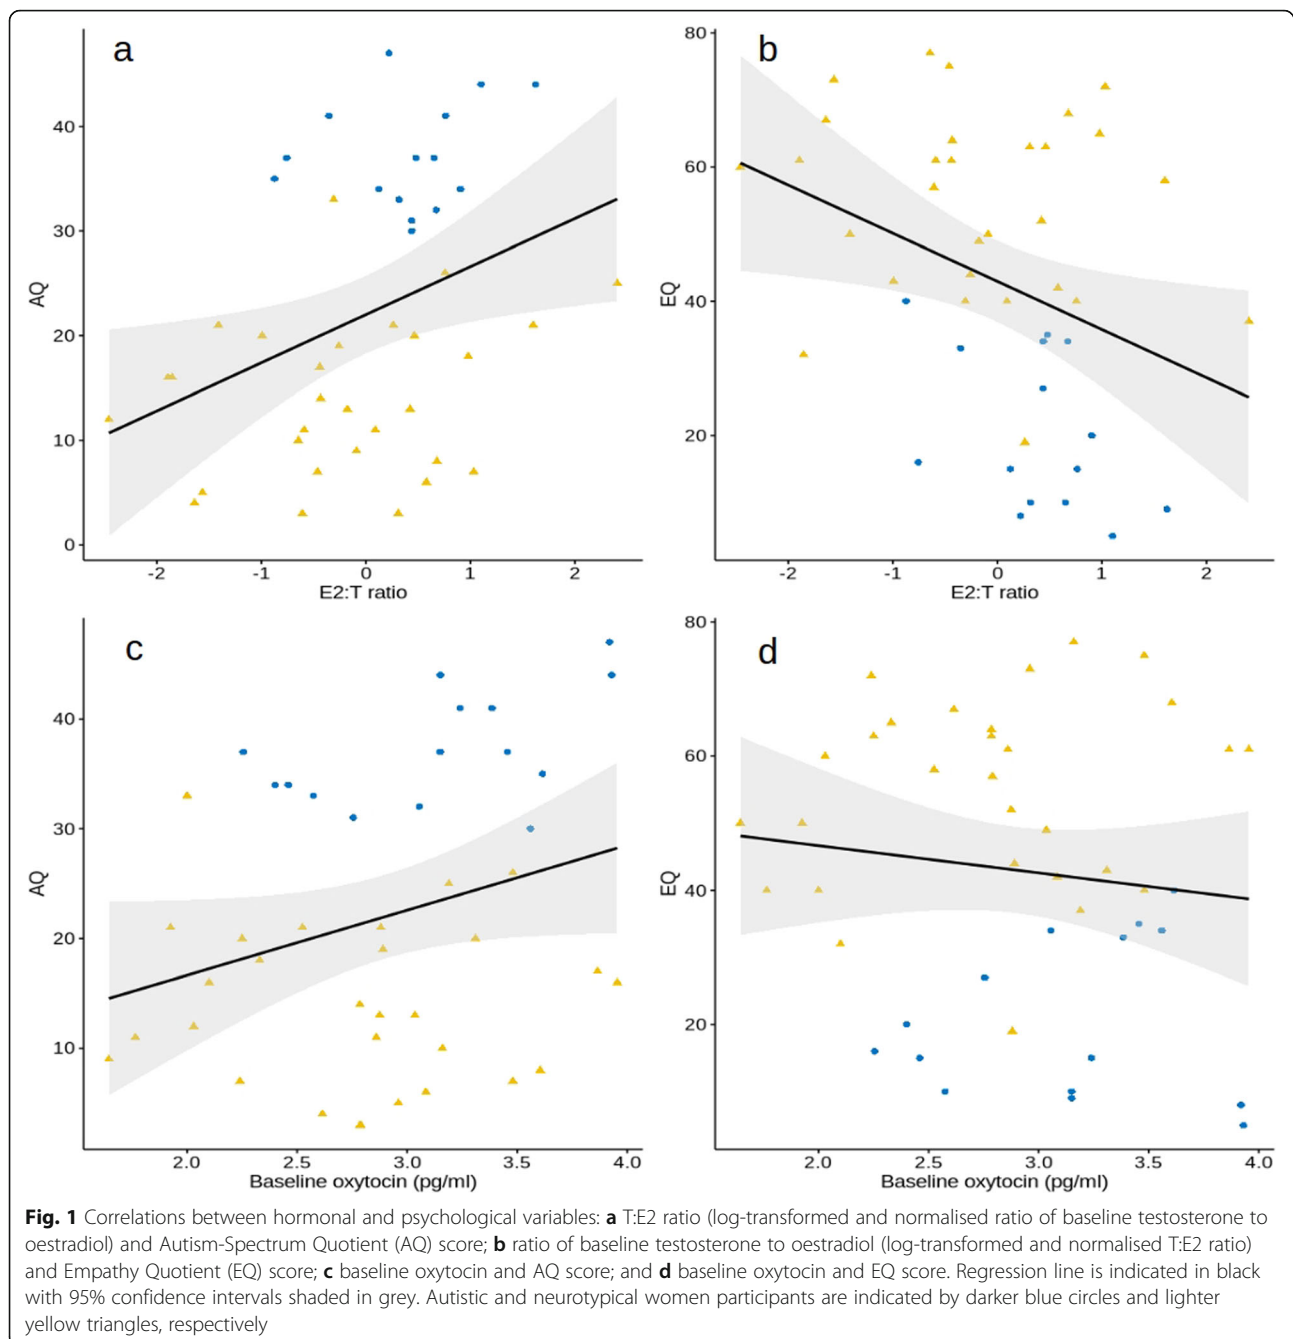 a
AQ
40
30
20
10
0
-2 -1 0 1 2
E2:T ratio
b
EQ
80
60
40
20
-2 -1 0 1 2
E2:T ratio
c
AQ
40
30
20
10
2.0 2.5 3.0 3.5 4.0
Baseline oxytocin (pg/ml)
d
EQ
80
60
40
20
2.0 2.5 3.0 3.5 4.0
Baseline oxytocin (pg/ml)
Fig. 1 Correlations between hormonal and psychological variables: a T:E2 ratio (log-transformed and normalised ratio of baseline testosterone to
oestradiol) and Autism-Spectrum Quotient (AQ) score; b ratio of baseline testosterone to oestradiol (log-transformed and normalised T:E2 ratio)
and Empathy Quotient (EQ) score; c baseline oxytocin and AQ score; and d baseline oxytocin and EQ score. Regression line is indicated in black
with 95% confidence intervals shaded in grey. Autistic and neurotypical women participants are indicated by darker blue circles and lighter
yellow triangles, respectively